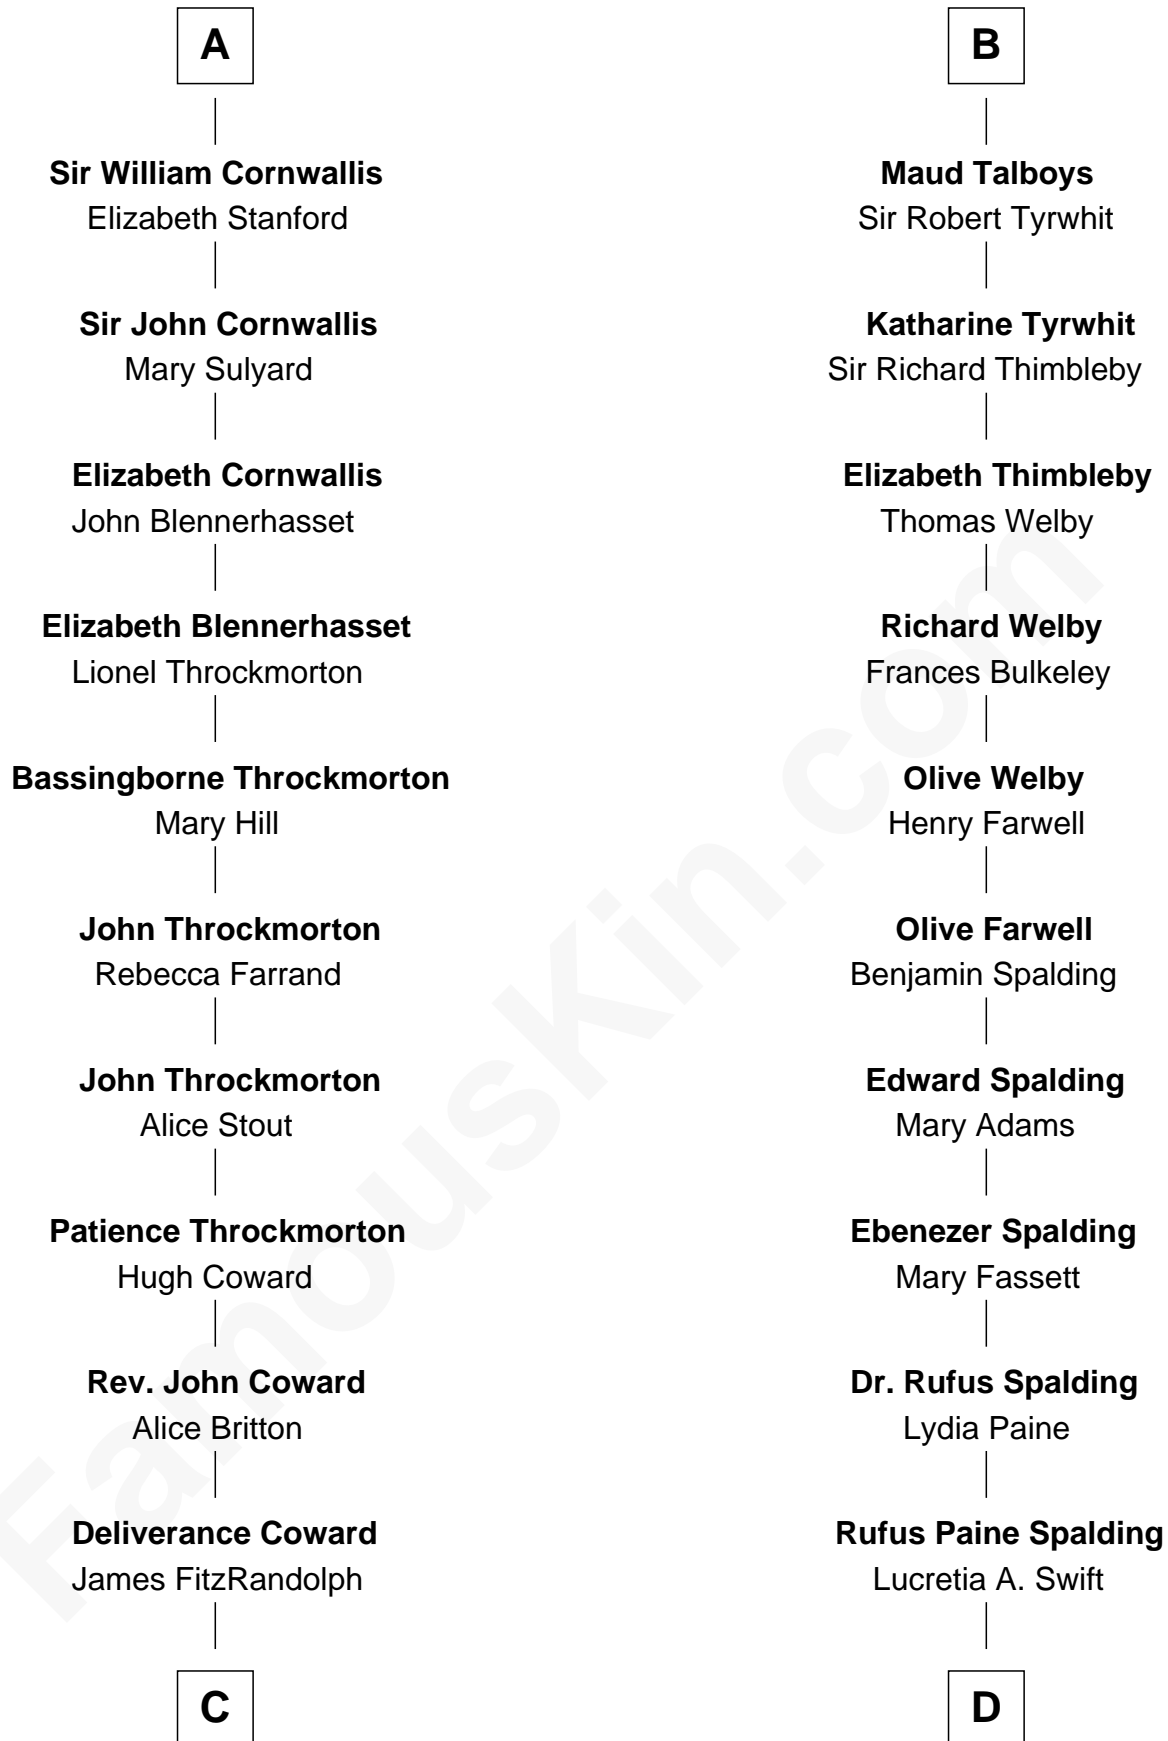 A
Sir William Cornwallis
Elizabeth Stanford
Sir John Cornwallis
Mary Sulyard
Elizabeth Cornwallis
John Blennerhasset
Elizabeth Blennerhasset
Lionel Throckmorton
Bassingborne Throckmorton
Mary Hill
John Throckmorton
Rebecca Farrand
John Throckmorton
Alice Stout
Patience Throckmorton
Hugh Coward
Rev. John Coward
Alice Britton
Deliverance Coward
James FitzRandolph
C
B
Maud Talboys
Sir Robert Tyrwhit
Katharine Tyrwhit
Sir Richard Thimbleby
Elizabeth Thimbleby
Thomas Welby
Richard Welby
Frances Bulkeley
Olive Welby
Henry Farwell
Olive Farwell
Benjamin Spalding
Edward Spalding
Mary Adams
Ebenezer Spalding
Mary Fassett
Dr. Rufus Spalding
Lydia Paine
Rufus Paine Spalding
Lucretia A. Swift
D
FamousKin.com